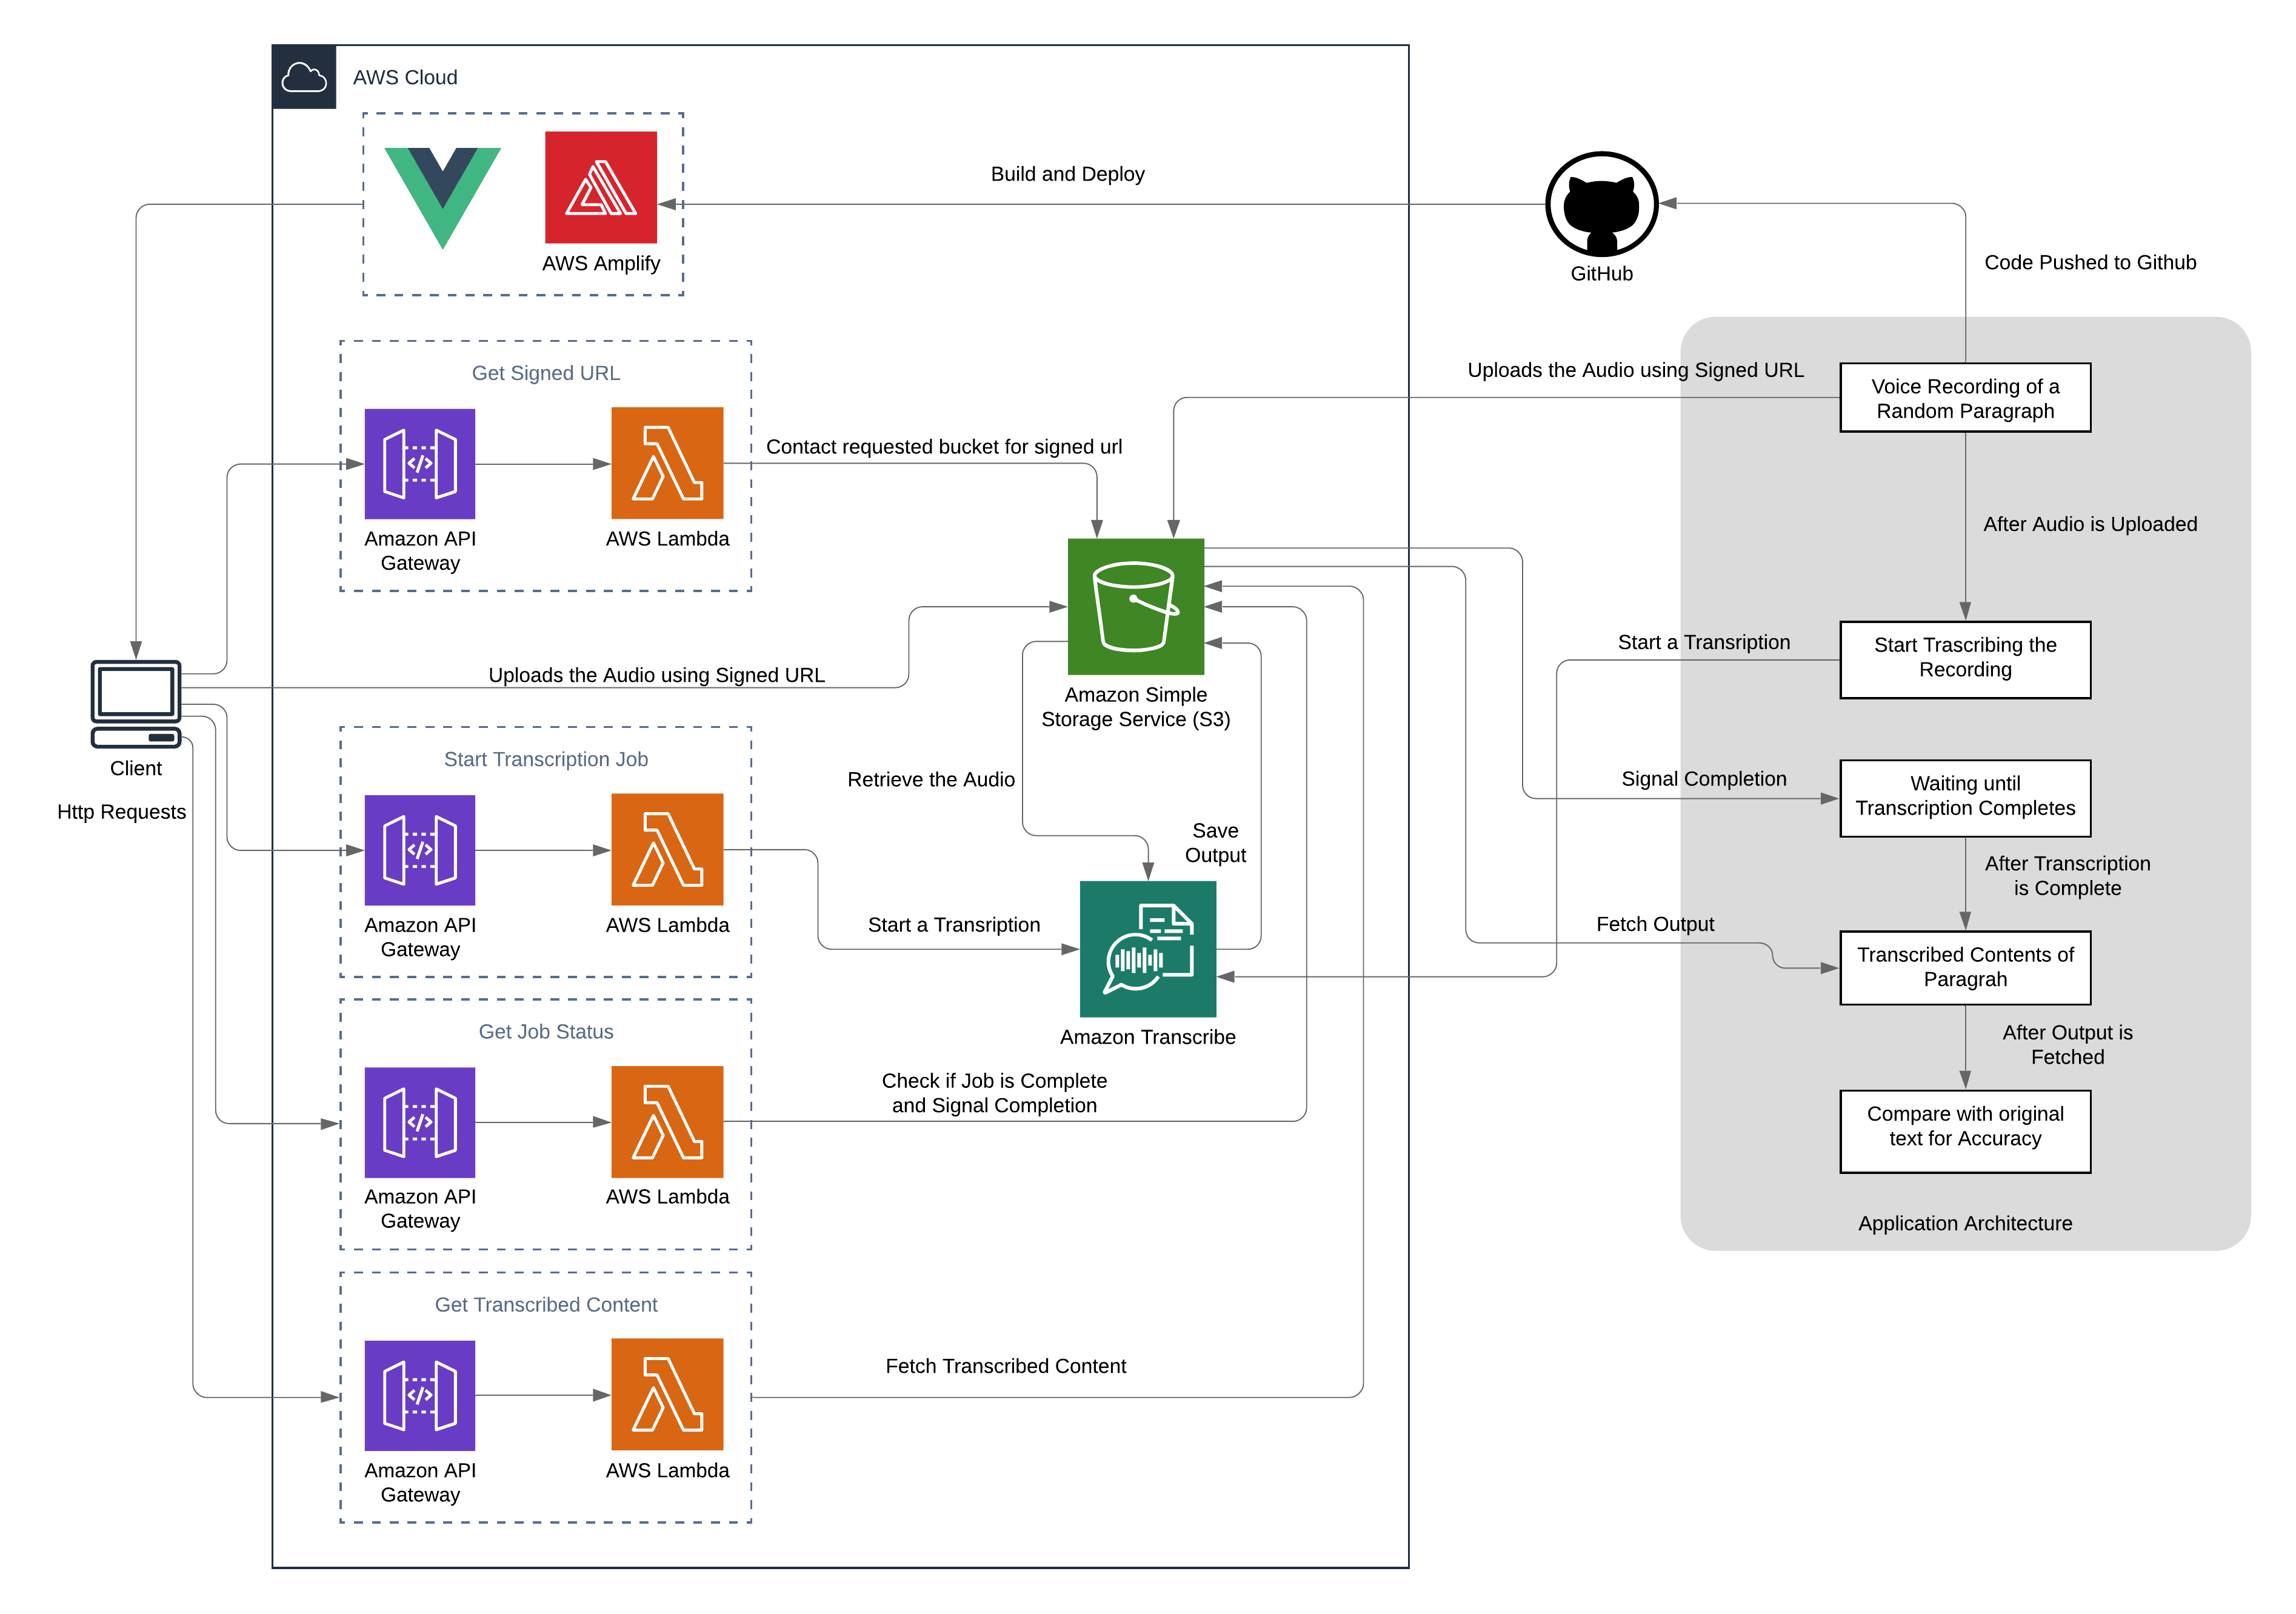 AWS Cloud
Build and Deploy
AWS Amplify
GitHub
Code Pushed to Github
Get Signed URL
Uploads the Audio using Signed URL
Voice Recording of a
Random Paragraph
Contact requested bucket for signed url
Amazon API
Gateway
AWS Lambda
After Audio is Uploaded
Uploads the Audio using Signed URL
Amazon Simple
Storage Service (S3)
Start a Transription
Start Trascribing the
Recording
Client
Http Requests
Start Transcription Job
Retrieve the Audio
Save
Output
Signal Completion
Waiting until
Transcription Completes
After Transcription
is Complete
Amazon API
Gateway
AWS Lambda
Start a Transription
Fetch Output
Transcribed Contents of
Paragrah
Get Job Status
Amazon Transcribe
After Output is
Fetched
Check if Job is Complete
and Signal Completion
Compare with original
text for Accuracy
Amazon API
Gateway
AWS Lambda
Application Architecture
Get Transcribed Content
Fetch Transcribed Content
Amazon API
Gateway
AWS Lambda